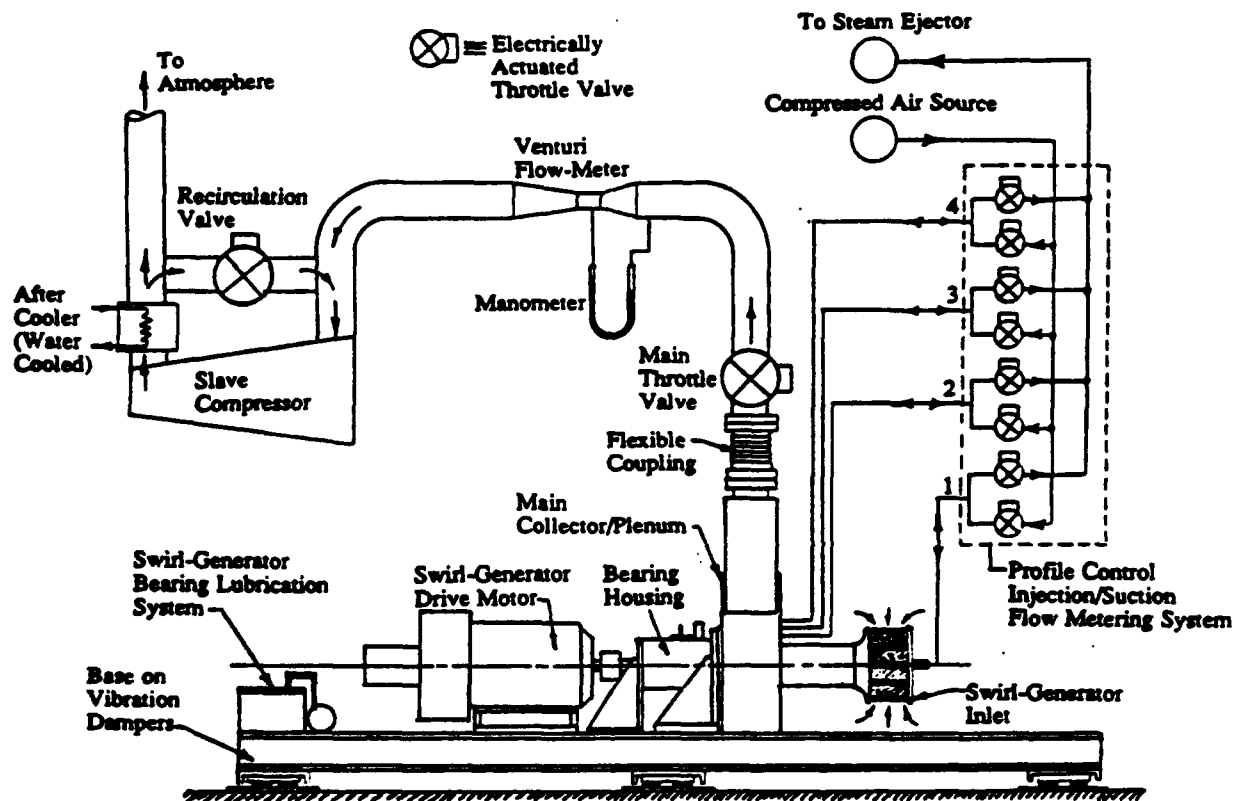 To Steam Ejector
To
Atmosphere
= Electrically
Actuated
Throttle Valve
Compressed Air Source
Venturi
Flow-Meter
Recirculation
Valve
4
After
Cooler
(Water
Cooled)
Manometer
3
Slave
Compressor
Main
Throttle
Valve
2
Flexible
Coupling
1
Main
Collector/Plenum
Swirl-Generator
Bearing Lubrication
System
Swirl-Generator
Drive Motor
Bearing
Housing
Profile Control
Injection/Suction
Flow Metering System
Base on
Vibration
Dampers
Swirl-Generator
Inlet